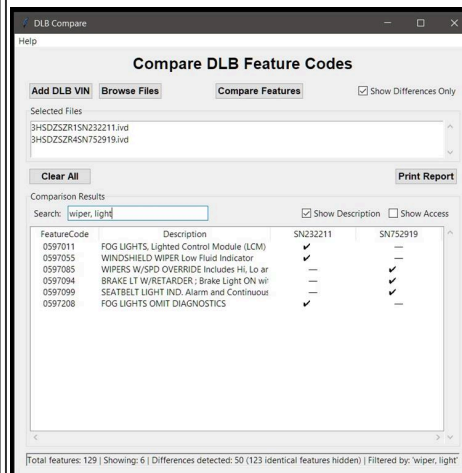 DLB Compare
Help
Compare DLB Feature Codes
Add DLB VIN Browse Files Compare Features Show Differences Only
Selected Files
3HSDZSZR1SN232211.ivd
3HSDZSZR4SN752919.ivd
Clear All Print Report
Comparison Results
Search: wiper, light Show Description Show Access
FeatureCode Description SN232211 SN752919
0597011 FOG LIGHTS, Lighted Control Module (LCM) ✔ —
0597055 WINDSHIELD WIPER Low Fluid Indicator ✔ —
0597085 WIPERS W/SPD OVERRIDE Includes Hi, Lo ar — ✔
0597094 BRAKE LT W/RETARDER ; Brake Light ON wi — ✔
0597099 SEATBELT LIGHT IND. Alarm and Continuous — ✔
0597208 FOG LIGHTS OMIT DIAGNOSTICS ✔ —
Total features: 129 | Showing: 6 | Differences detected: 50 (123 identical features hidden) | Filtered by: 'wiper, light'